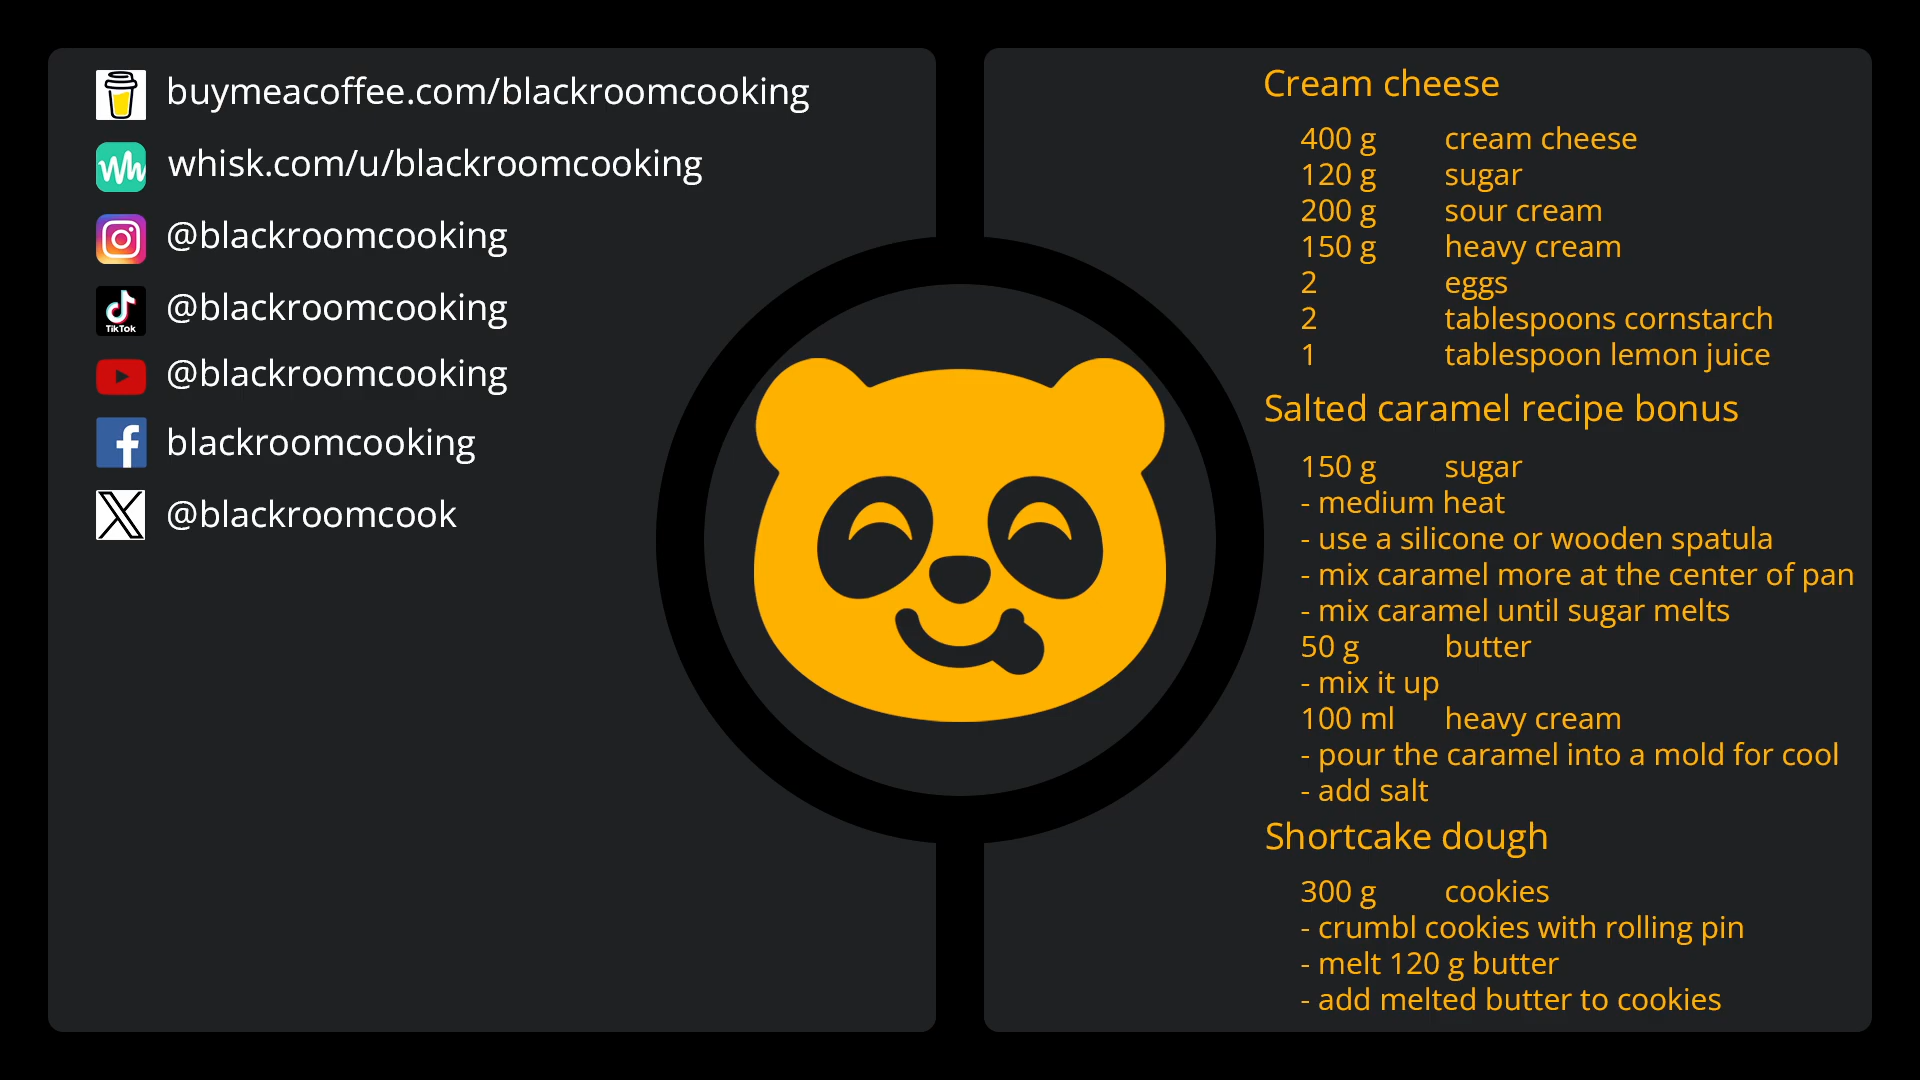 buymeacoffee.com/blackroomcooking
whisk.com/u/blackroomcooking
@blackroomcooking
TikTok
@blackroomcooking
@blackroomcooking
blackroomcooking
@blackroomcook
Cream cheese
400 g cream cheese
120 g sugar
200 g sour cream
150 g heavy cream
2 eggs
2 tablespoons cornstarch
1 tablespoon lemon juice
Salted caramel recipe bonus
150 g sugar
- medium heat
- use a silicone or wooden spatula
- mix caramel more at the center of pan
- mix caramel until sugar melts
50 g butter
- mix it up
100 ml heavy cream
- pour the caramel into a mold for cool
- add salt
Shortcake dough
300 g cookies
- crumbl cookies with rolling pin
- melt 120 g butter
- add melted butter to cookies